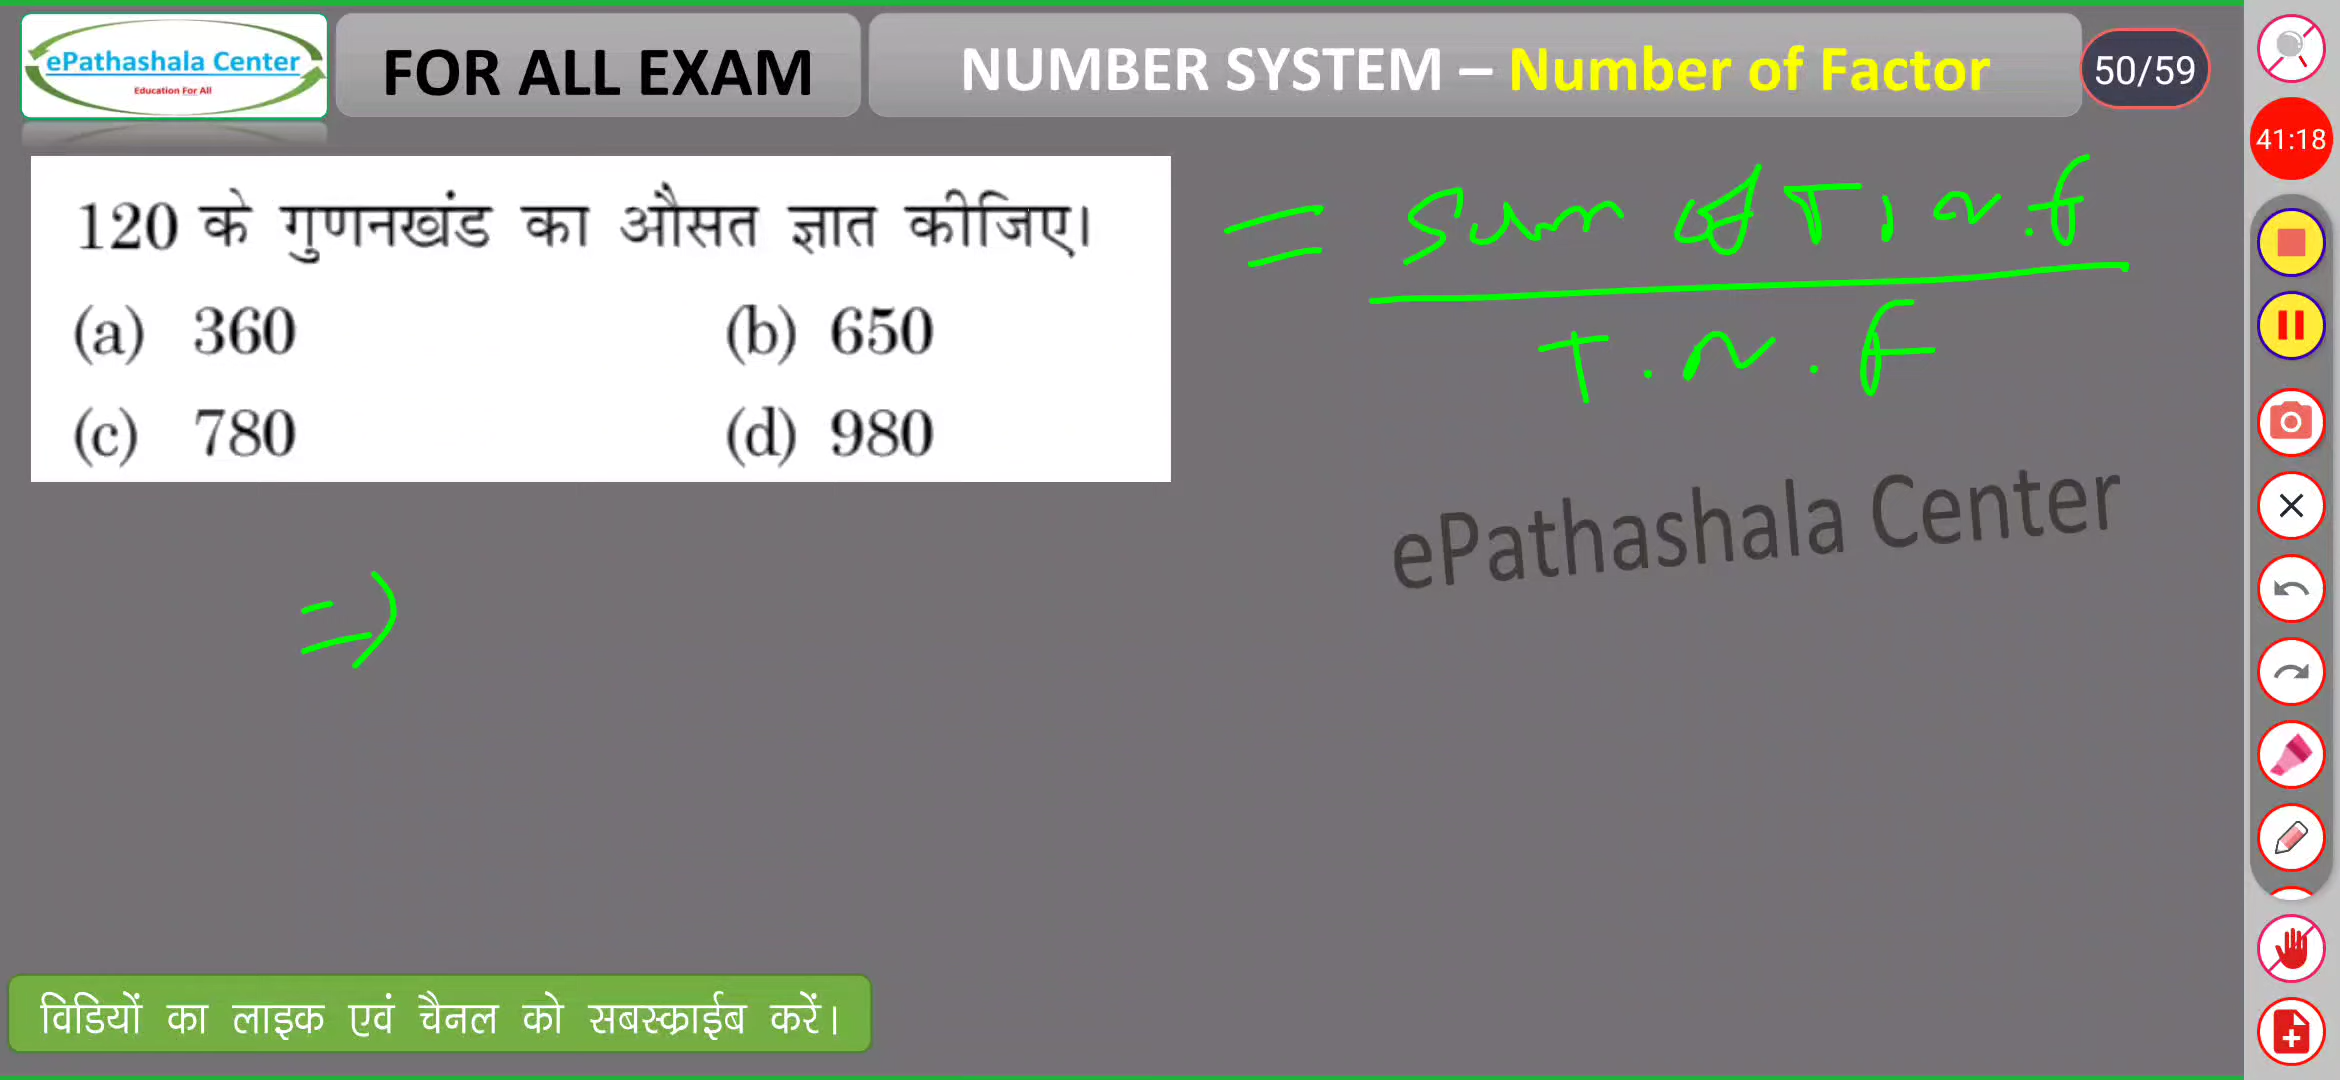 ePathashala Center
Education For All
FOR ALL EXAM
NUMBER SYSTEM – Number of Factor
50/59
41:18
120 के गुणनखंड का औसत ज्ञात कीजिए।
(a) 360
(b) 650
(c) 780
(d) 980
= Sum of T.N.F
T.N.F
ePathashala Center
⇒
विडियों का लाइक एवं चैनल को सबस्क्राईब करें।